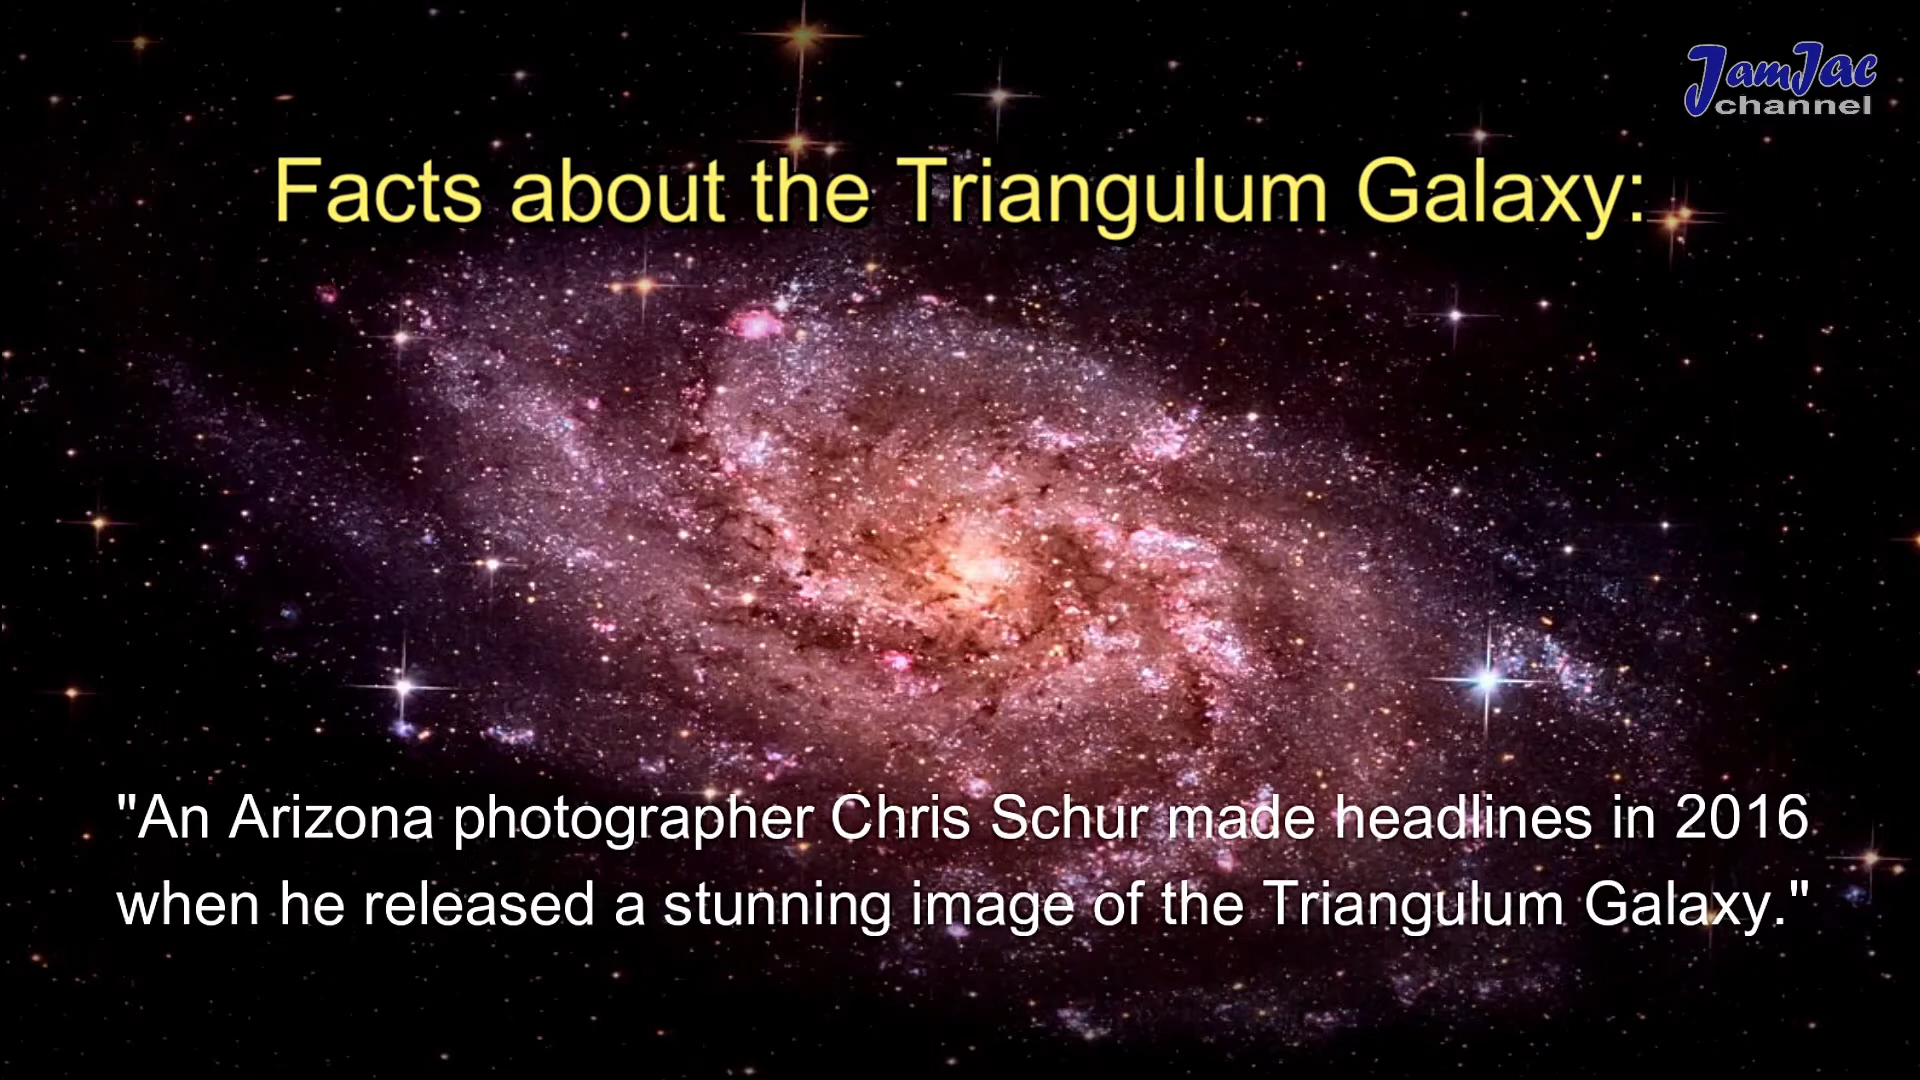 JamJac
channel
Facts about the Triangulum Galaxy:
"An Arizona photographer Chris Schur made headlines in 2016
when he released a stunning image of the Triangulum Galaxy."